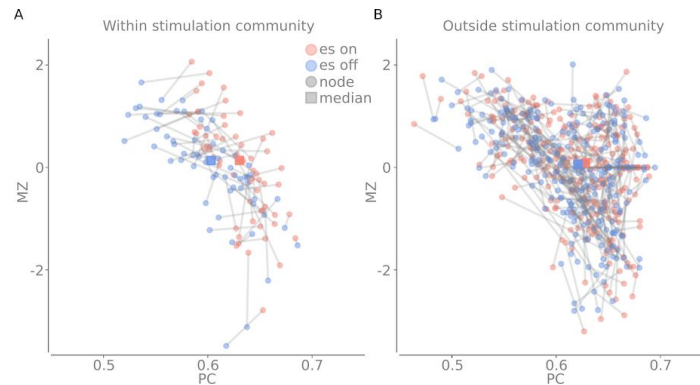 A
Within stimulation community
es on
es off
node
median
2
0
-2
MZ
0.5
0.6
0.7
PC
B
Outside stimulation community
2
0
-2
MZ
0.5
0.6
0.7
PC